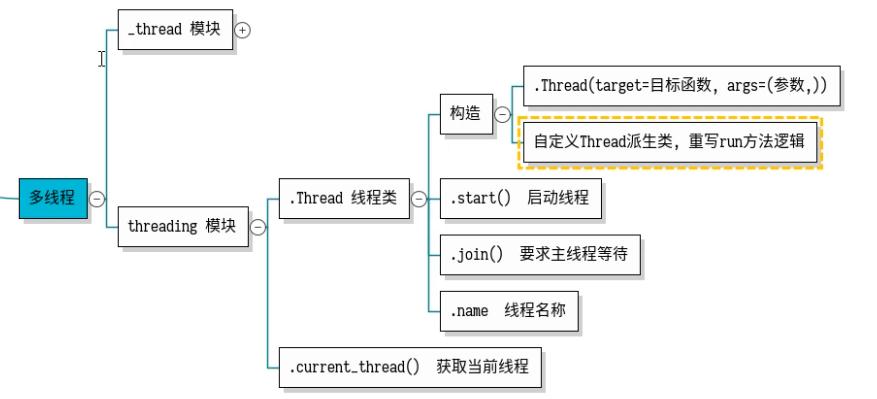 _thread 模块
.Thread(target=目标函数, args=(参数,))
构造
自定义Thread派生类, 重写run方法逻辑
多线程
.Thread 线程类
.start() 启动线程
threading 模块
.join() 要求主线程等待
.name 线程名称
.current_thread() 获取当前线程